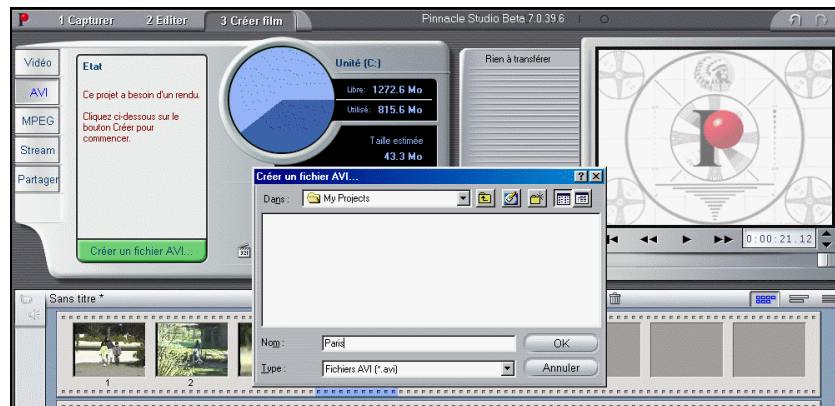 1 Capturer 2 Editer 3 Créer film Pinnacle Studio Beta 7.0.39.6
Vidéo
AVI
MPEG
Stream
Partager
Etat
Ce projet a besoin d'un rendu.
Cliquez ci-dessous sur le
bouton Créer pour
commencer.
Créer un fichier AVI...
Unité (C:)
Libre: 1272.6 Mo
Utilisé: 815.6 Mo
Taille estimée
43.3 Mo
Rien à transférer
0:00:21.12
Créer un fichier AVI...
Dans : My Projects
Nom : Paris OK
Type : Fichiers AVI (*.avi) Annuler
Sans titre *
1 2